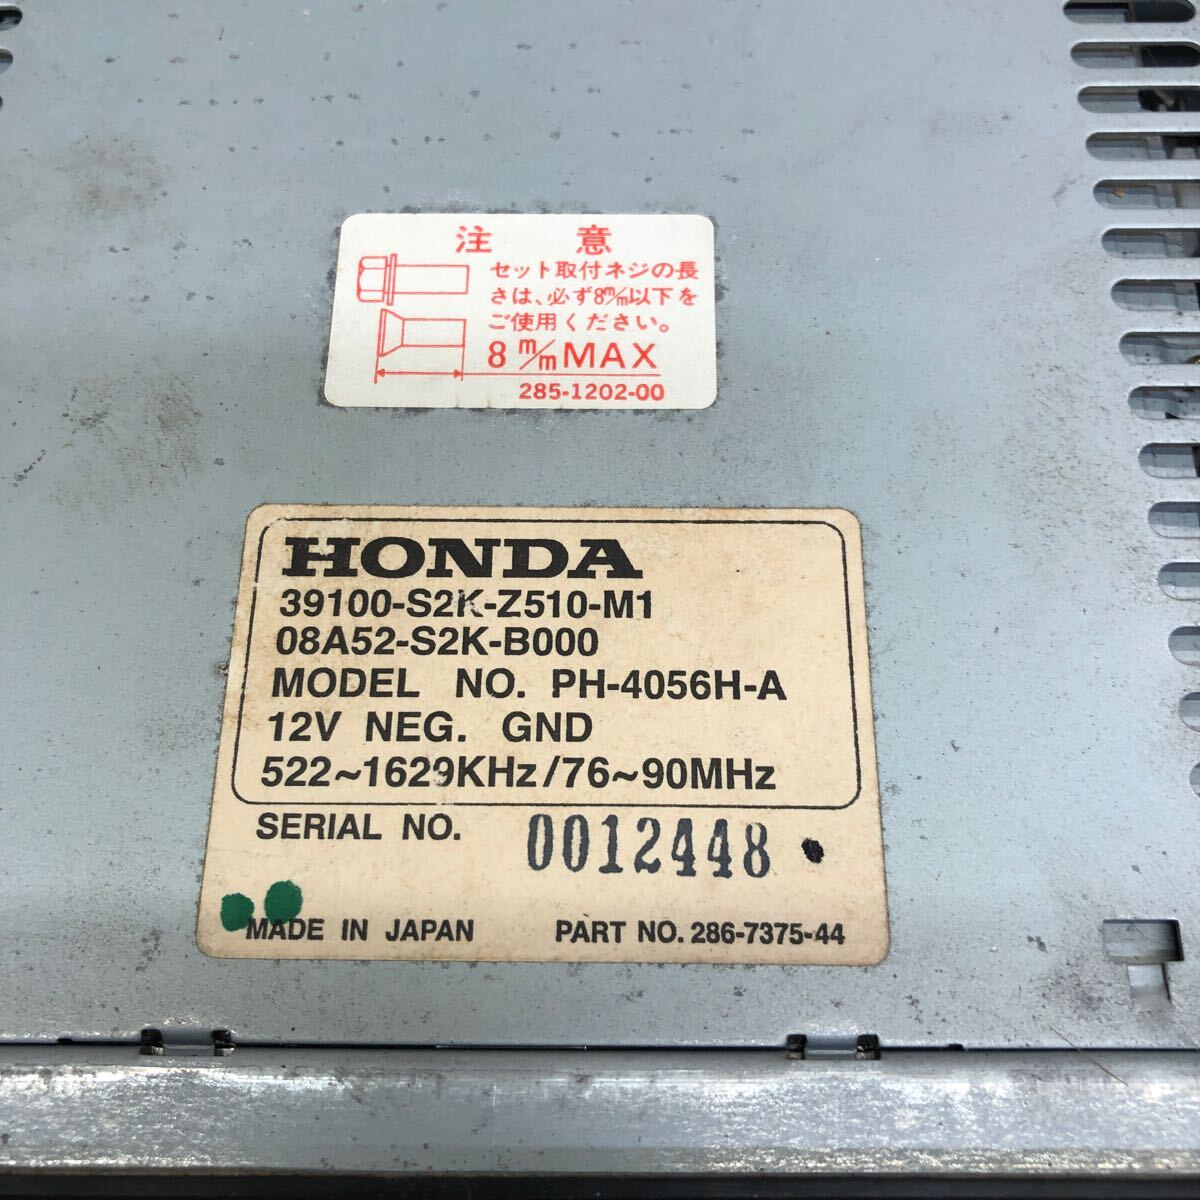 注 意
セット取付ネジの長
さは、必ず8m/m以下を
ご使用ください。
8 m/m MAX
285-1202-00
HONDA
39100-S2K-Z510-M1
08A52-S2K-B000
MODEL NO. PH-4056H-A
12V NEG. GND
522~1629KHz/76~90MHz
SERIAL NO. 0012448
MADE IN JAPAN PART NO. 286-7375-44